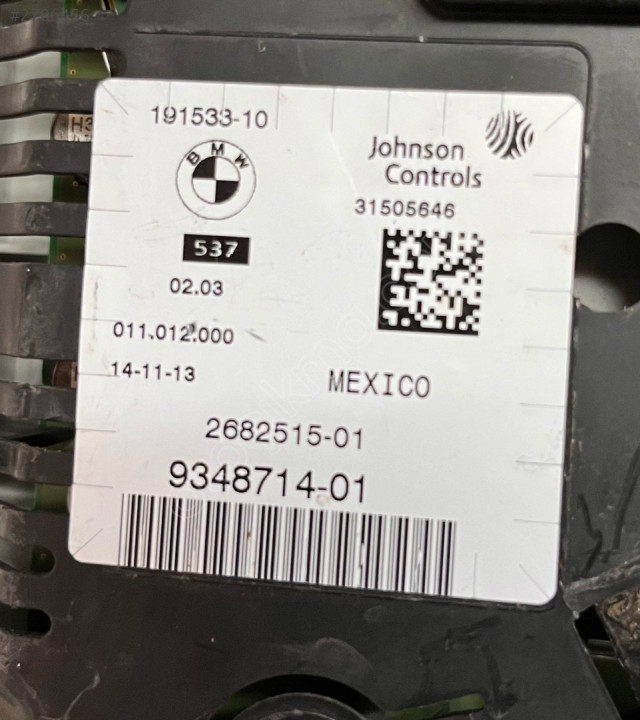 191533-10
BMW
Johnson
Controls
31505646
537
02.03
011.012.000
14-11-13
MEXICO
2682515-01
9348714-01